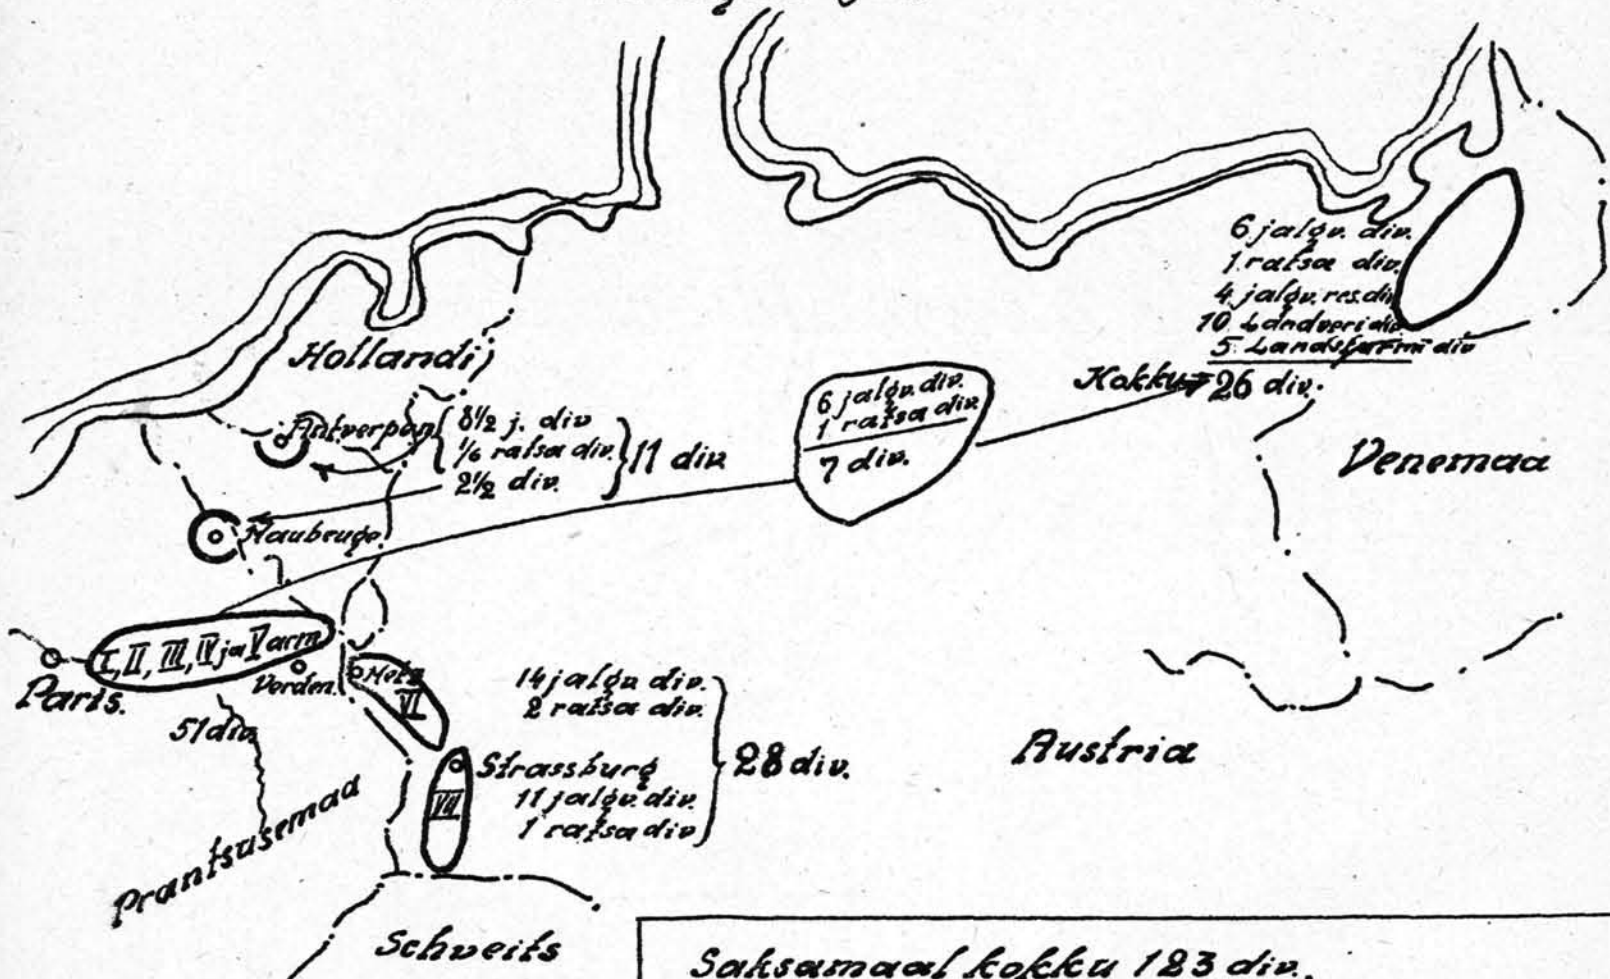 6 jalgv. div.
1. ratsa div.
4. jalgv. res. div
10. Landveri div.
5. Landsturmi div
Kokku = 26 div.
Hollandi
6 jalgv. div.
1 ratsa div.
7 div.
Antverpen
8½ j. div
⅙ ratsa div.
2½ div.
11 div.
Venemaa
Maubeuge.
I, II, III, IV ja V arm
Paris.
Verden.
Metz
VI
51 div.
14 jalgv. div.
2 ratsa div.
28 div.
Strassburg
VII
11 jalgv. div.
1 ratsa div
Austria
Prantsusemaa
Schveits
Saksamaal kokku 123 div.,